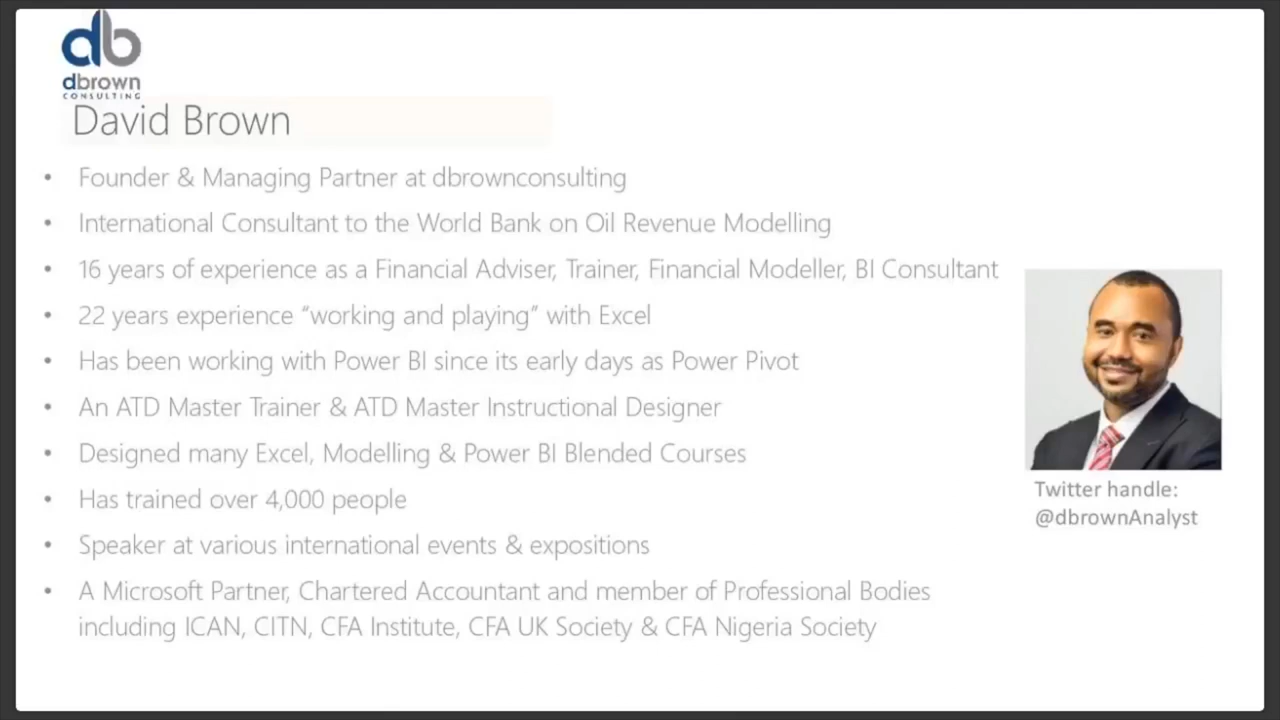 db
dbrown
CONSULTING
David Brown
• Founder & Managing Partner at dbrownconsulting
• International Consultant to the World Bank on Oil Revenue Modelling
• 16 years of experience as a Financial Adviser, Trainer, Financial Modeller, BI Consultant
• 22 years experience “working and playing” with Excel
• Has been working with Power BI since its early days as Power Pivot
• An ATD Master Trainer & ATD Master Instructional Designer
• Designed many Excel, Modelling & Power BI Blended Courses
• Has trained over 4,000 people
• Speaker at various international events & expositions
• A Microsoft Partner, Chartered Accountant and member of Professional Bodies
including ICAN, CITN, CFA Institute, CFA UK Society & CFA Nigeria Society
Twitter handle:
@dbrownAnalyst